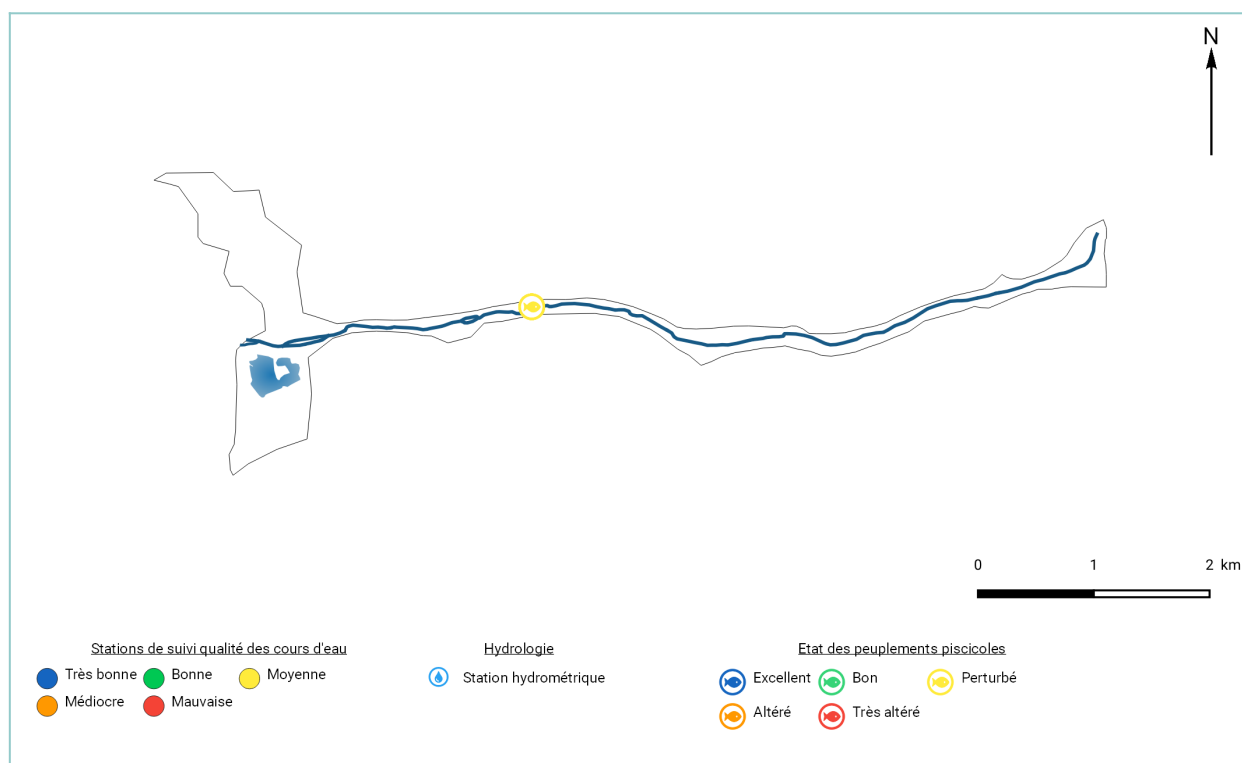 N
0 1 2 km
Stations de suivi qualité des cours d'eau
Très bonne Bonne Moyenne
Médiocre Mauvaise
Hydrologie
Station hydrométrique
Etat des peuplements piscicoles
Excellent Bon Perturbé
Altéré Très altéré